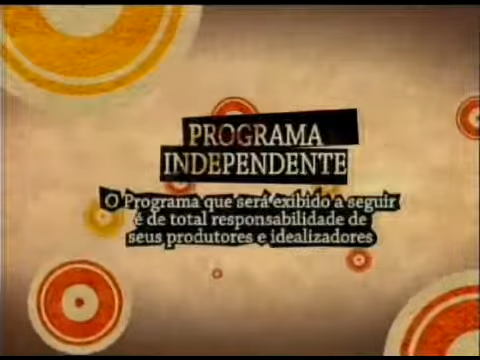 PROGRAMA
INDEPENDENTE
O Programa que será exibido a seguir
é de total responsabilidade de
seus produtores e idealizadores